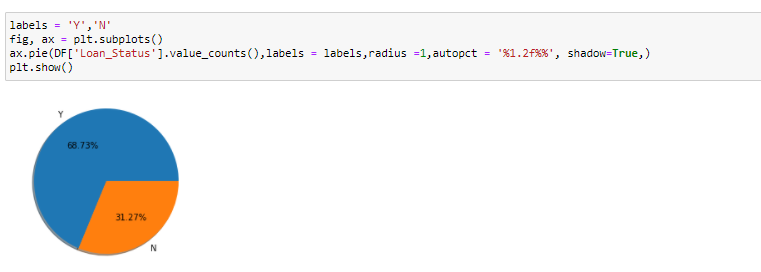 labels = 'Y','N'
fig, ax = plt.subplots()
ax.pie(DF['Loan_Status'].value_counts(),labels = labels,radius =1,autopct = '%1.2f%%', shadow=True,)
plt.show()
Y
68.73%
31.27%
N